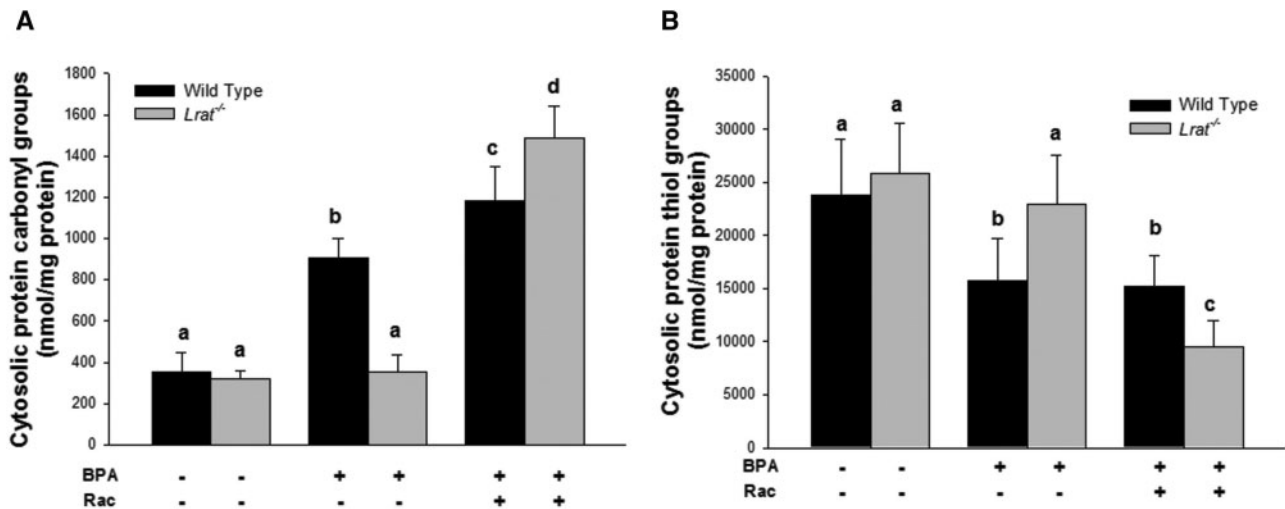 A
Cytosolic protein carbonyl groups
(nmol/mg protein)
1800
1600
1400
1200
1000
800
600
400
200
0
Wild Type
Lrat-/-
a
a
b
a
c
d
BPA - - + + + +
Rac - - - - + +
B
Cytosolic protein thiol groups
(nmol/mg protein)
35000
30000
25000
20000
15000
10000
5000
0
Wild Type
Lrat-/-
a
a
b
a
b
c
BPA - - + + + +
Rac - - - - + +